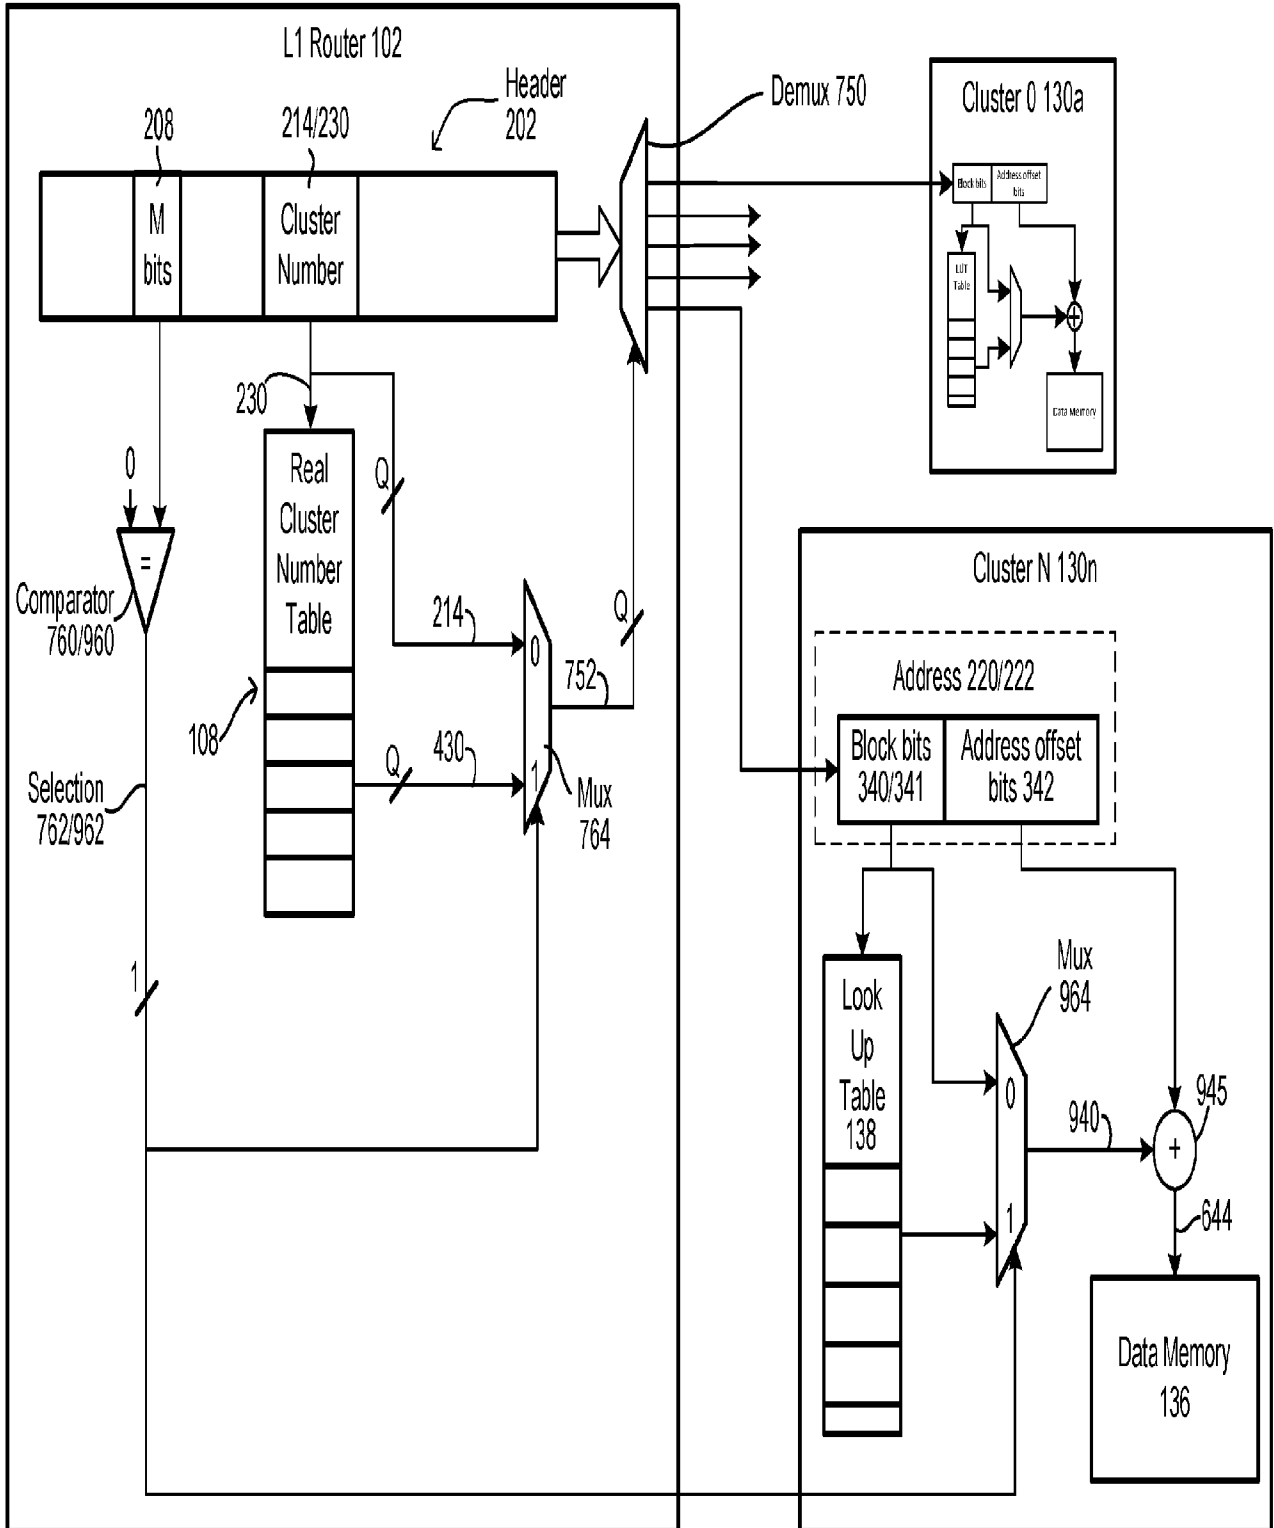 L1 Router 102
Header
202
208
214/230
M
bits
Cluster
Number
Demux 750
Cluster 0 130a
Block bits
Address offset
bits
LUT
Table
+
Data Memory
230
0
=
Comparator
760/960
Real
Cluster
Number
Table
Q
214
0
430
Q
1
752
Q
Mux
764
108
Selection
762/962
1
Cluster N 130n
Address 220/222
Block bits
340/341
Address offset
bits 342
Look
Up
Table
138
Mux
964
0
1
940
945
+
644
Data Memory
136